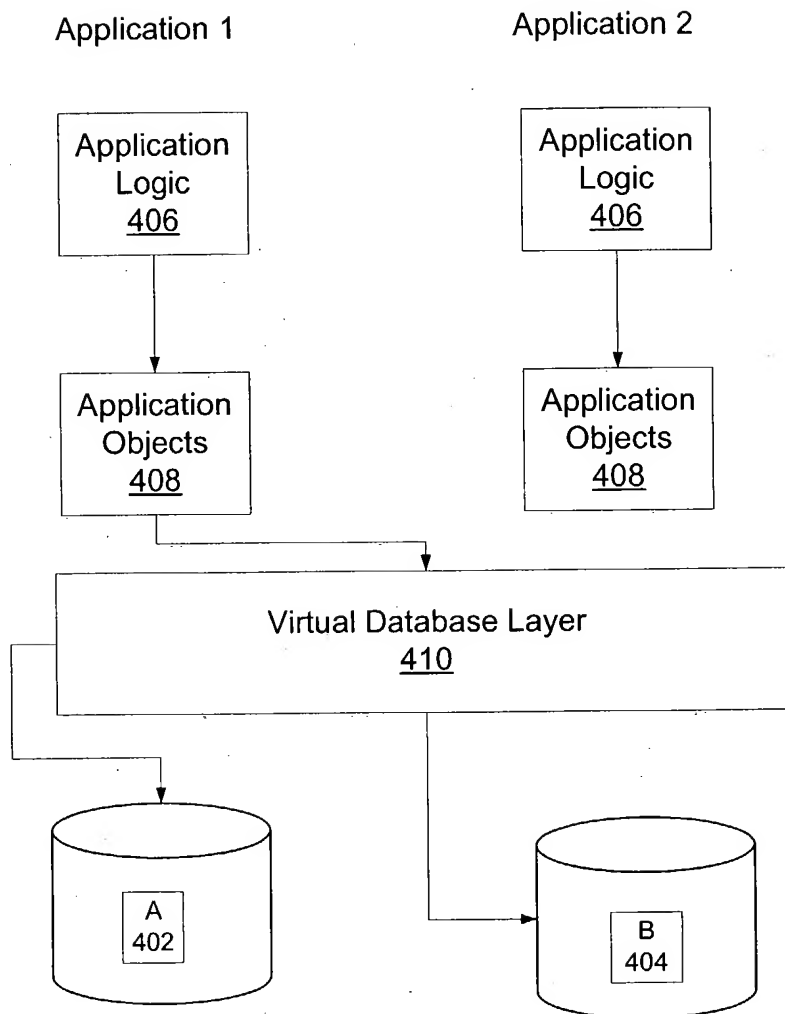 Application 1
Application 2
Application
Logic
406
Application
Logic
406
Application
Objects
408
Application
Objects
408
Virtual Database Layer
410
A
402
B
404